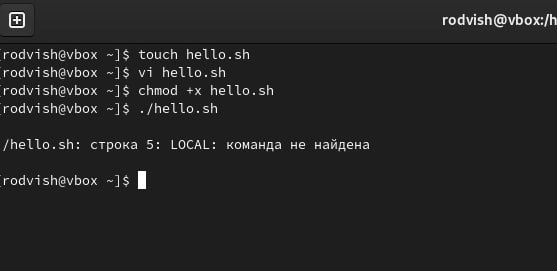 rodvish@vbox:/h
[rodvish@vbox ~]$ touch hello.sh
[rodvish@vbox ~]$ vi hello.sh
[rodvish@vbox ~]$ chmod +x hello.sh
[rodvish@vbox ~]$ ./hello.sh
/hello.sh: строка 5: LOCAL: команда не найдена
[rodvish@vbox ~]$